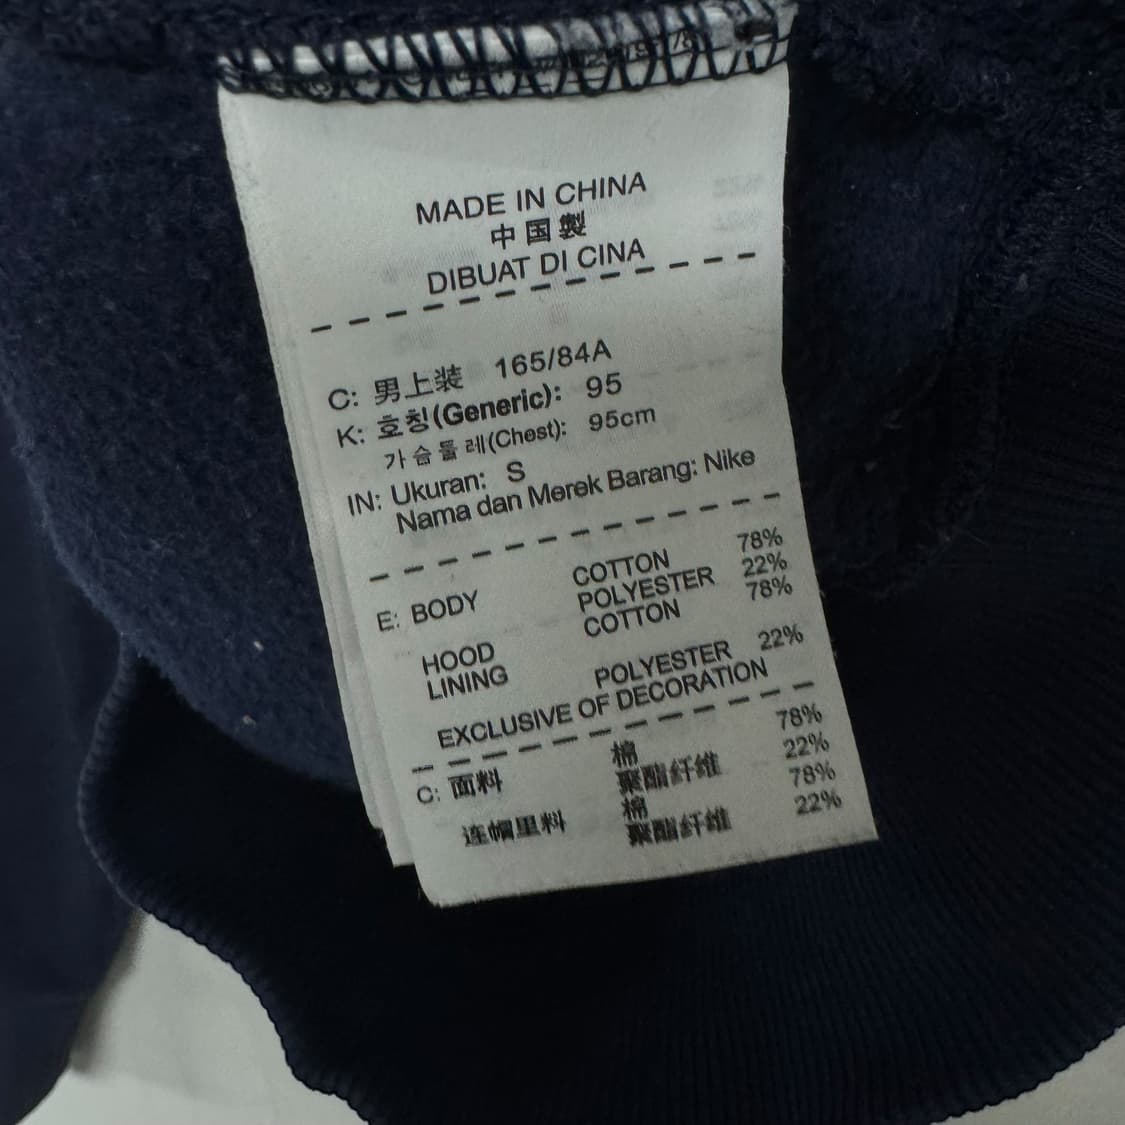 MADE IN CHINA
中国製
DIBUAT DI CINA
C: 男上装 165/84A
K: 호칭(Generic): 95
가슴둘레(Chest): 95cm
IN: Ukuran: S
Nama dan Merek Barang: Nike
E: BODY COTTON 78%
POLYESTER 22%
HOOD LINING COTTON 78%
POLYESTER 22%
EXCLUSIVE OF DECORATION
C: 面料 棉 78%
聚酯纤维 22%
连帽里料 棉 78%
聚酯纤维 22%